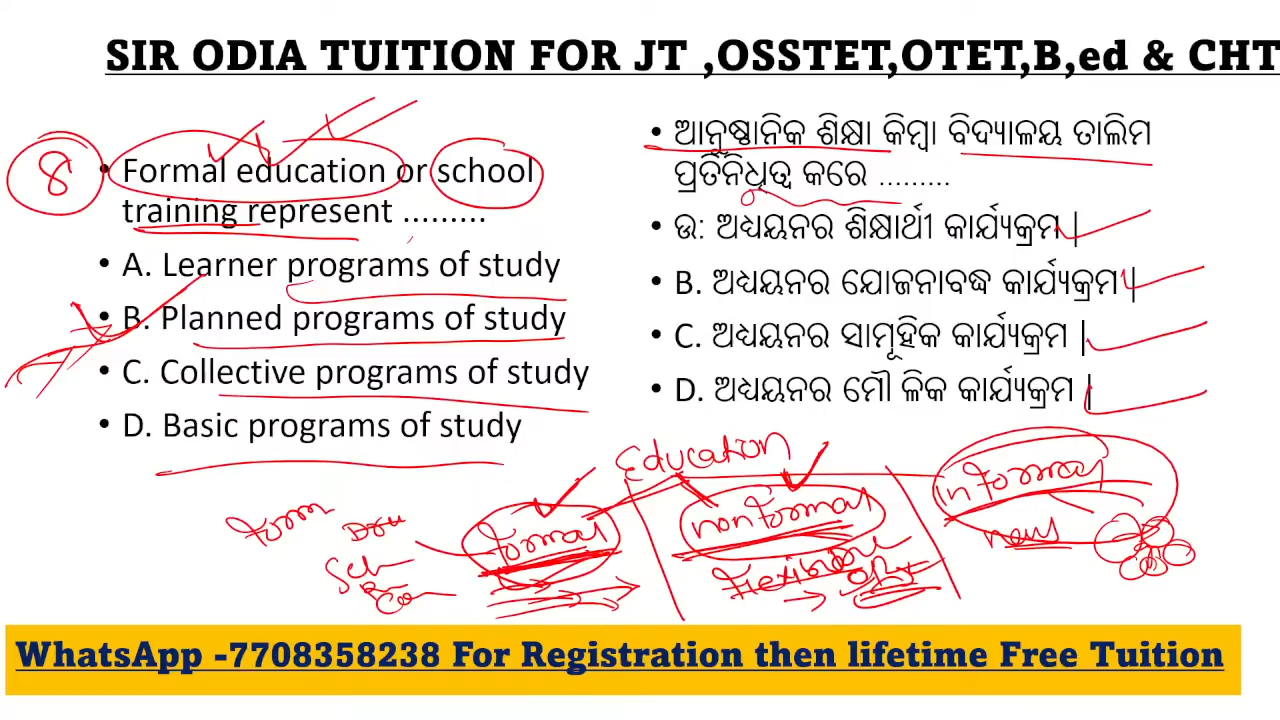 SIR ODIA TUITION FOR JT ,OSSTET,OTET,B,ed & CHT
8
• Formal education or school
training represent .........
• A. Learner programs of study
• B. Planned programs of study
• C. Collective programs of study
• D. Basic programs of study
• ଆନୁଷ୍ଠାନିକ ଶିକ୍ଷା କିମ୍ବା ବିଦ୍ୟାଳୟ ତାଲିମ
ପ୍ରତିନିଧିତ୍ୱ କରେ .........
• ଉ: ଅଧ୍ୟୟନର ଶିକ୍ଷାର୍ଥୀ କାର୍ଯ୍ୟକ୍ରମ |
• B. ଅଧ୍ୟୟନର ଯୋଜନାବଦ୍ଧ କାର୍ଯ୍ୟକ୍ରମ |
• C. ଅଧ୍ୟୟନର ସାମୂହିକ କାର୍ଯ୍ୟକ୍ରମ |
• D. ଅଧ୍ୟୟନର ମୌ ଳିକ କାର୍ଯ୍ୟକ୍ରମ |
Education
form
formal
non formal
informal
news
WhatsApp -7708358238 For Registration then lifetime Free Tuition